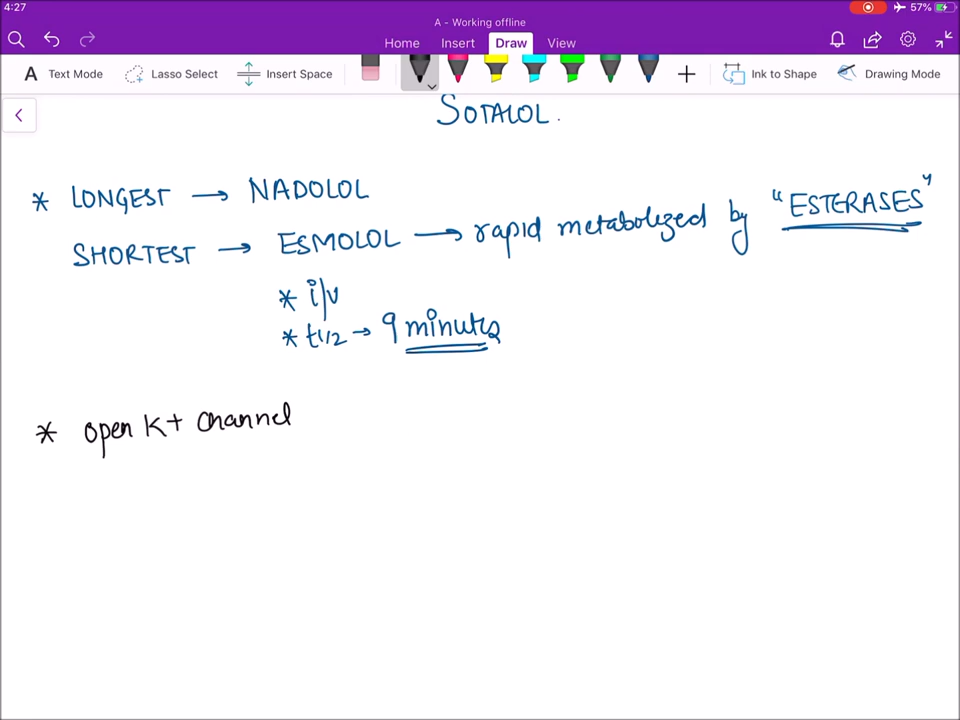 4:27
57%
A - Working offline
Home Insert Draw View
A Text Mode Lasso Select Insert Space Ink to Shape Drawing Mode
SOTALOL.
* LONGEST → NADOLOL
SHORTEST → ESMOLOL → rapid metabolized by "ESTERASES"
* i/v
* t1/2 → 9 minutes
* open K+ channel